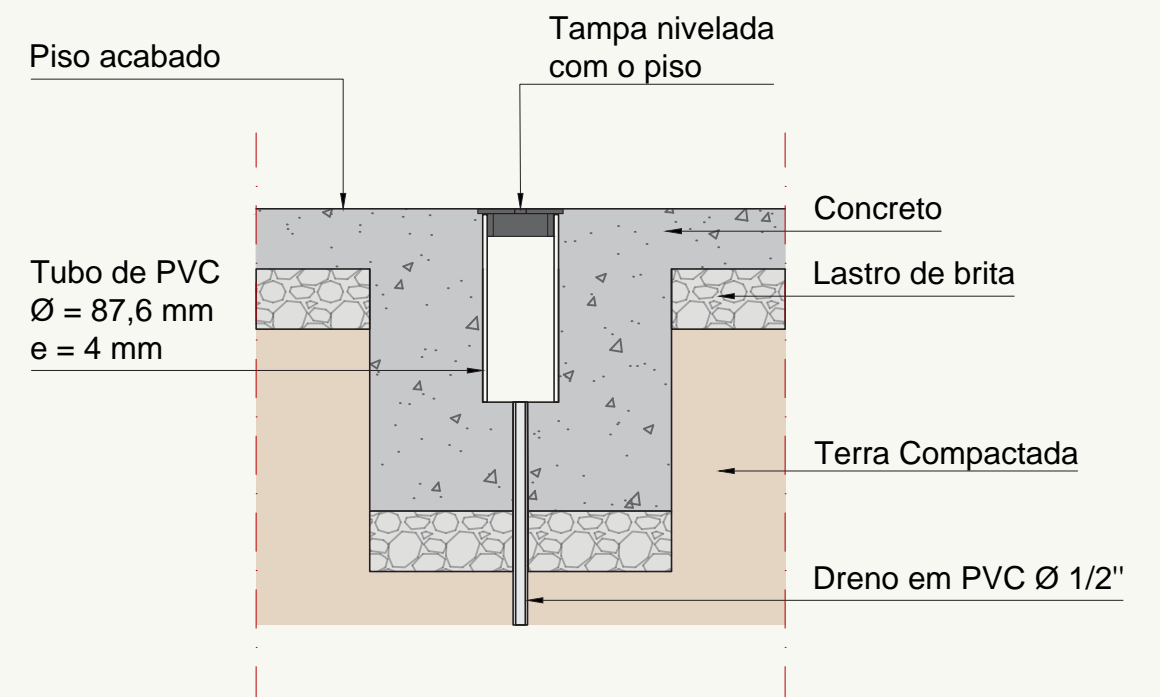 Piso acabado
Tampa nivelada
com o piso
Concreto
Lastro de brita
Tubo de PVC
Ø = 87,6 mm
e = 4 mm
Terra Compactada
Dreno em PVC Ø 1/2"